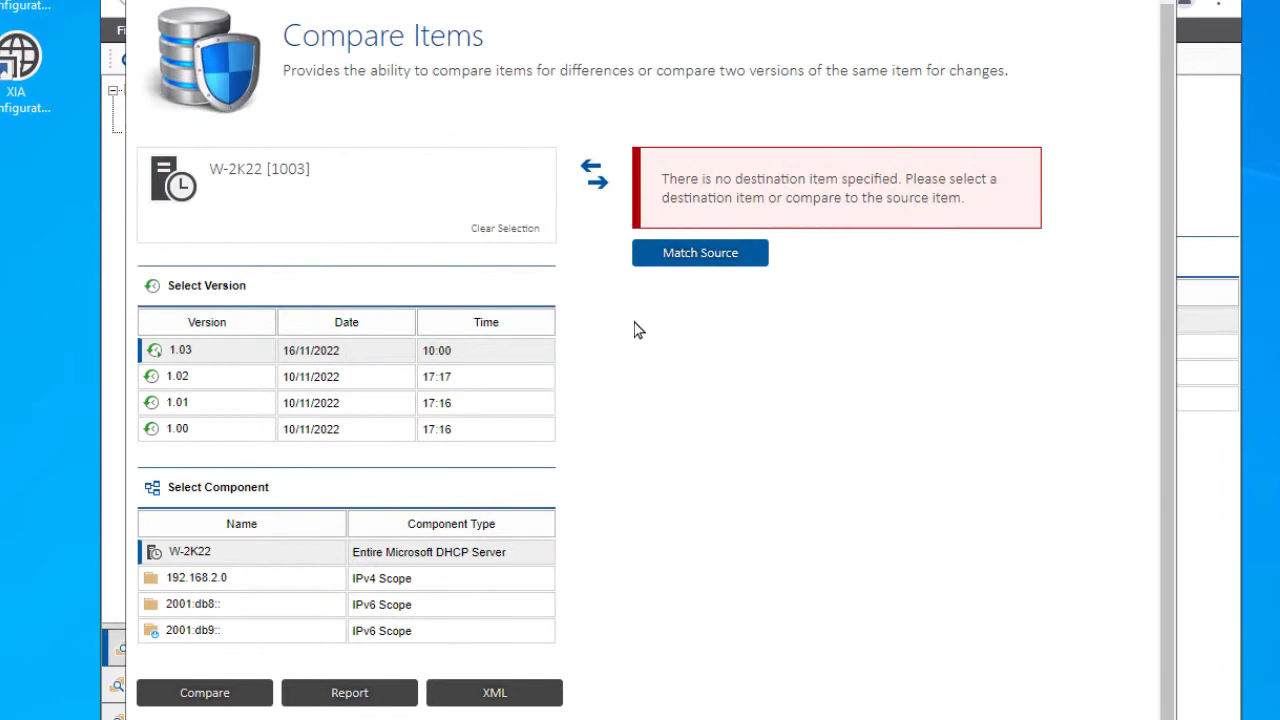 nfigurat...
XIA
nfigurat...
Fi
Compare Items
Provides the ability to compare items for differences or compare two versions of the same item for changes.
W-2K22 [1003]
Clear Selection
There is no destination item specified. Please select a
destination item or compare to the source item.
Match Source
Select Version
Version Date Time
1.03 16/11/2022 10:00
1.02 10/11/2022 17:17
1.01 10/11/2022 17:16
1.00 10/11/2022 17:16
Select Component
Name Component Type
W-2K22 Entire Microsoft DHCP Server
192.168.2.0 IPv4 Scope
2001:db8:: IPv6 Scope
2001:db9:: IPv6 Scope
Compare Report XML